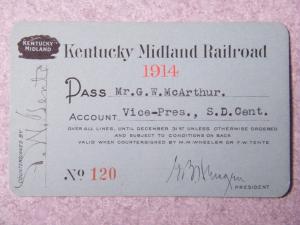 KENTUCKY
MIDLAND
Kentucky Midland Railroad
1914
PASS Mr.G.W.McArthur.
ACCOUNT Vice-Pres., S.D.Cent.
OVER ALL LINES, UNTIL DECEMBER 31ST UNLESS OTHERWISE ORDERED
AND SUBJECT TO CONDITIONS ON BACK
VALID WHEN COUNTERSIGNED BY M.M. WHEELER OR F.W. TENTE
No 120
PRESIDENT
COUNTERSIGNED BY